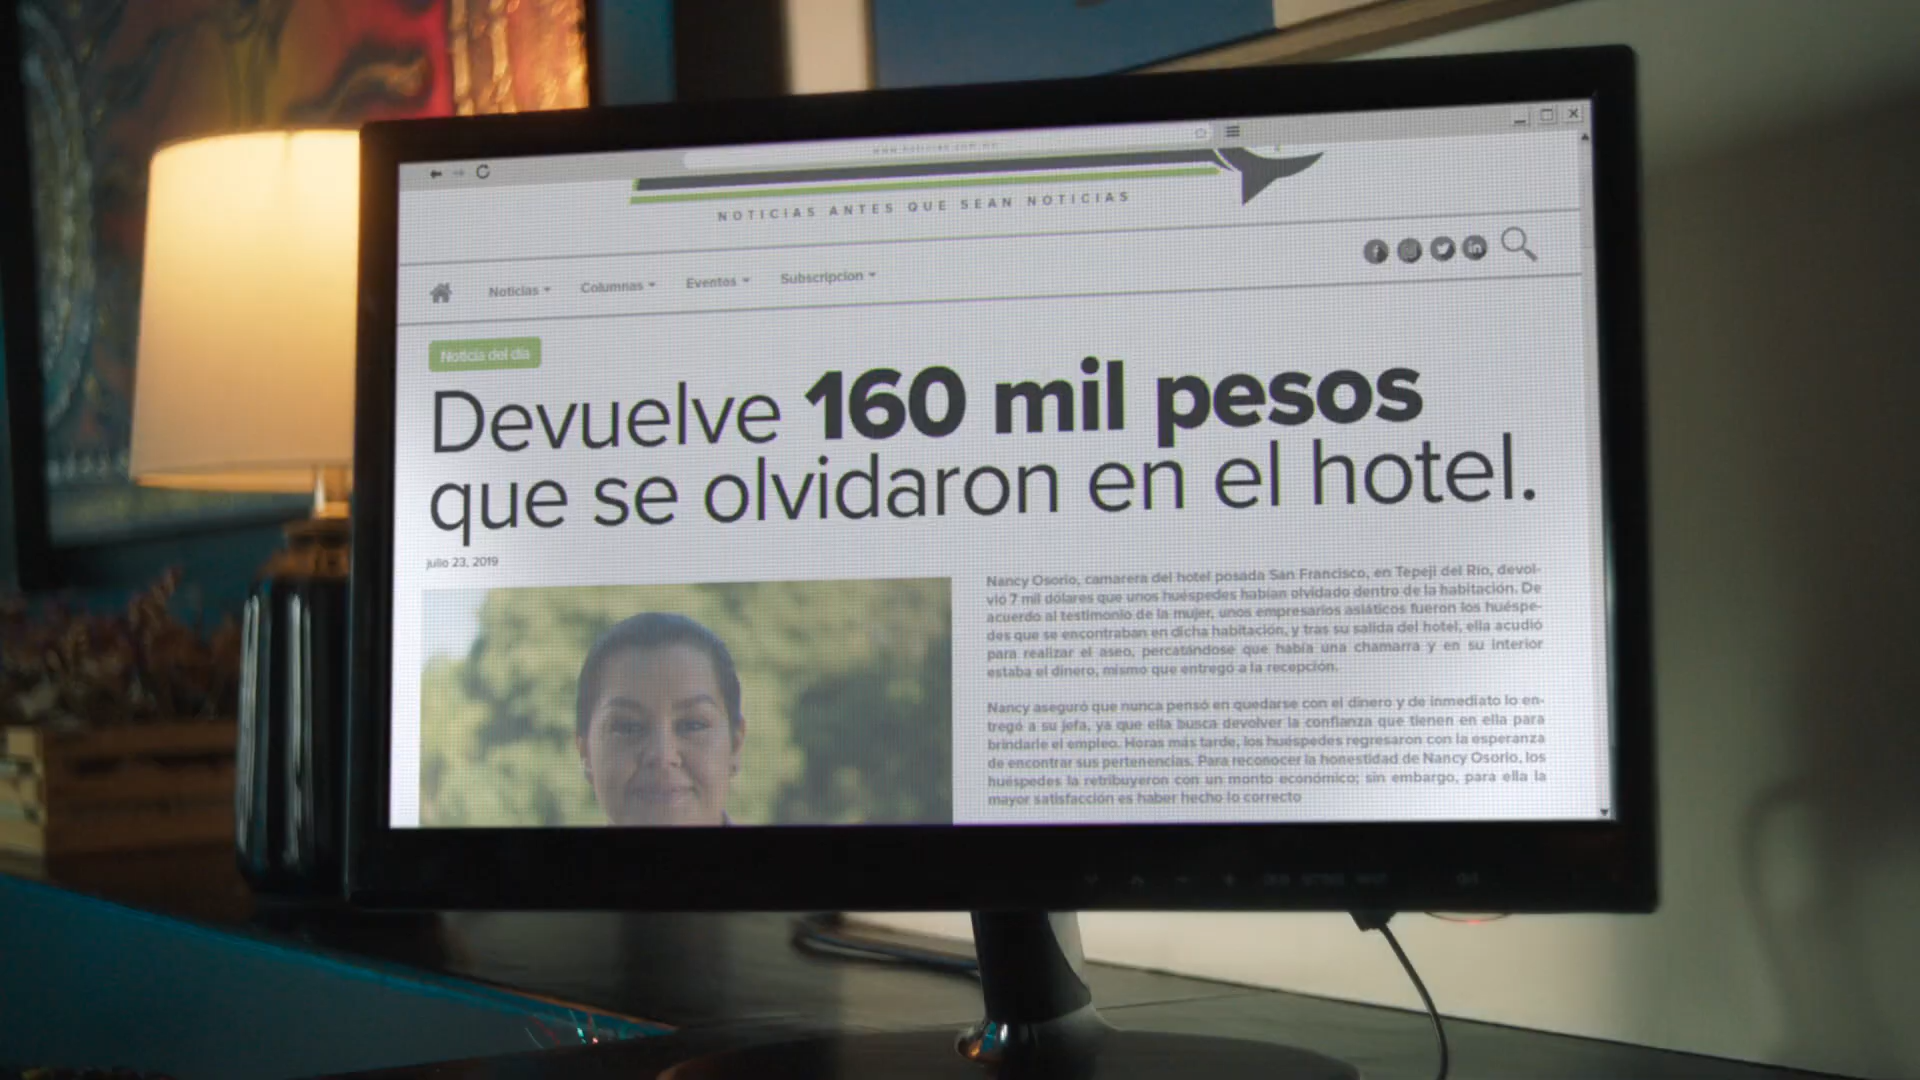 NOTICIAS ANTES QUE SEAN NOTICIAS
Noticias
Columnas
Eventos
Subscripcion
Noticia del día
Devuelve 160 mil pesos
que se olvidaron en el hotel.
julio 23, 2019
Nancy Osorio, camarera del hotel posada San Francisco, en Tepeji del Río, devol-
vió 7 mil dólares que unos huéspedes habían olvidado dentro de la habitación. De
acuerdo al testimonio de la mujer, unos empresarios asiáticos fueron los huéspe-
des que se encontraban en dicha habitación, y tras su salida del hotel, ella acudió
para realizar el aseo, percatándose que había una chamarra y en su interior
estaba el dinero, mismo que entregó a la recepción.
Nancy aseguró que nunca pensó en quedarse con el dinero y de inmediato lo en-
tregó a su jefa, ya que ella busca devolver la confianza que tienen en ella para
brindarle el empleo. Horas más tarde, los huéspedes regresaron con la esperanza
de encontrar sus pertenencias. Para reconocer la honestidad de Nancy Osorio, los
huéspedes la retribuyeron con un monto económico; sin embargo, para ella la
mayor satisfacción es haber hecho lo correcto